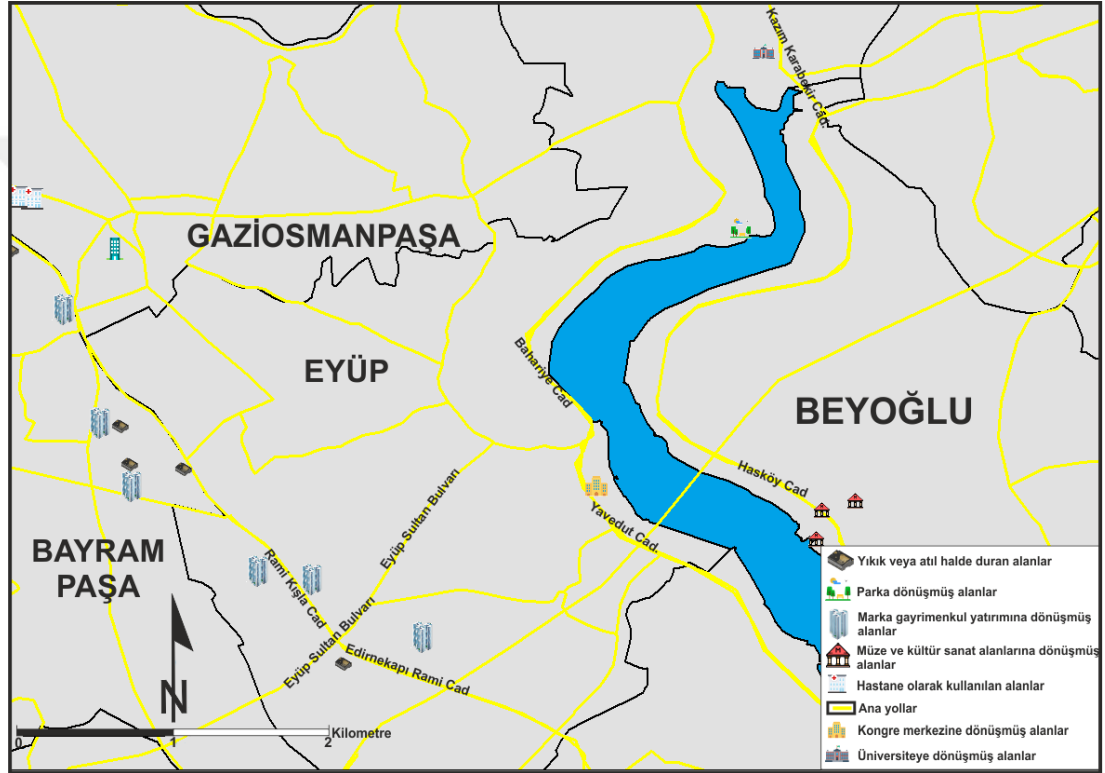 Kazım Karabekir Cad.
GAZİOSMANPAŞA
EYÜP
Bahariye Cad
BEYOĞLU
Hasköy Cad
Eyüp Sultan Bulvarı
Yavedut Cad.
BAYRAM
PAŞA
Rami Kışla Cad
Eyüp Sultan Bulvarı
Edirnekapı Rami Cad
N
0
1
2
Kilometre
Yıkık veya atıl halde duran alanlar
Parka dönüşmüş alanlar
Marka gayrimenkul yatırımına dönüşmüş
alanlar
Müze ve kültür sanat alanlarına dönüşmüş
alanlar
Hastane olarak kullanılan alanlar
Ana yollar
Kongre merkezine dönüşmüş alanlar
Üniversiteye dönüşmüş alanlar